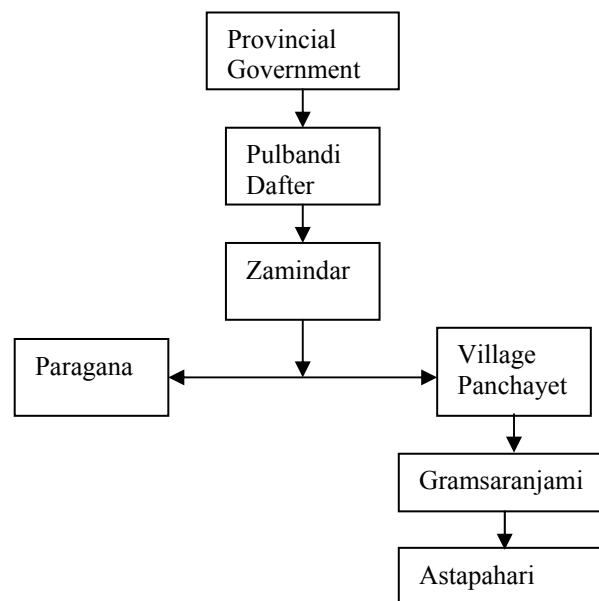 Provincial
Government
Pulbandi
Dafter
Zamindar
Paragana
Village
Panchayet
Gramsaranjami
Astapahari